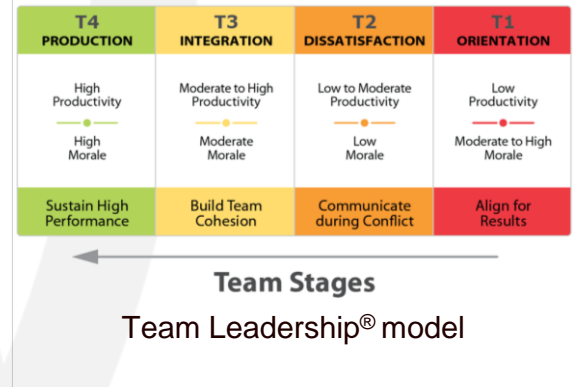 T4
PRODUCTION
High
Productivity
High
Morale
Sustain High
Performance
T3
INTEGRATION
Moderate to High
Productivity
Moderate
Morale
Build Team
Cohesion
T2
DISSATISFACTION
Low to Moderate
Productivity
Low
Morale
Communicate
during Conflict
T1
ORIENTATION
Low
Productivity
Moderate to High
Morale
Align for
Results
Team Stages
Team Leadership® model